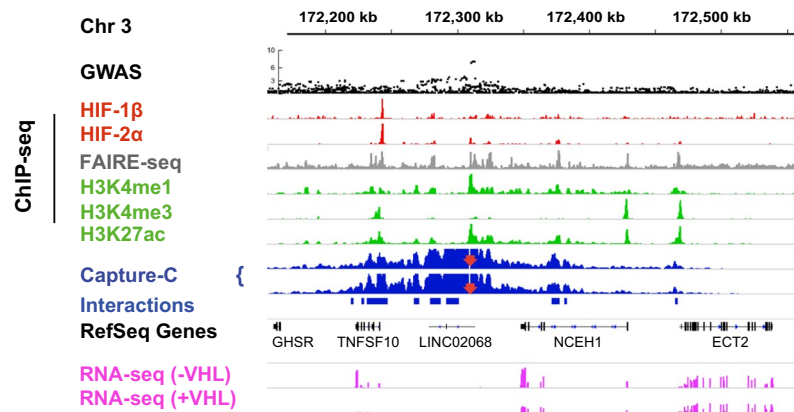 Chr 3
172,200 kb 172,300 kb 172,400 kb 172,500 kb
GWAS
10
6
3
ChIP-seq
HIF-1β
HIF-2α
FAIRE-seq
H3K4me1
H3K4me3
H3K27ac
Capture-C {
Interactions
RefSeq Genes
GHSR TNFSF10 LINC02068 NCEH1 ECT2
RNA-seq (-VHL)
RNA-seq (+VHL)